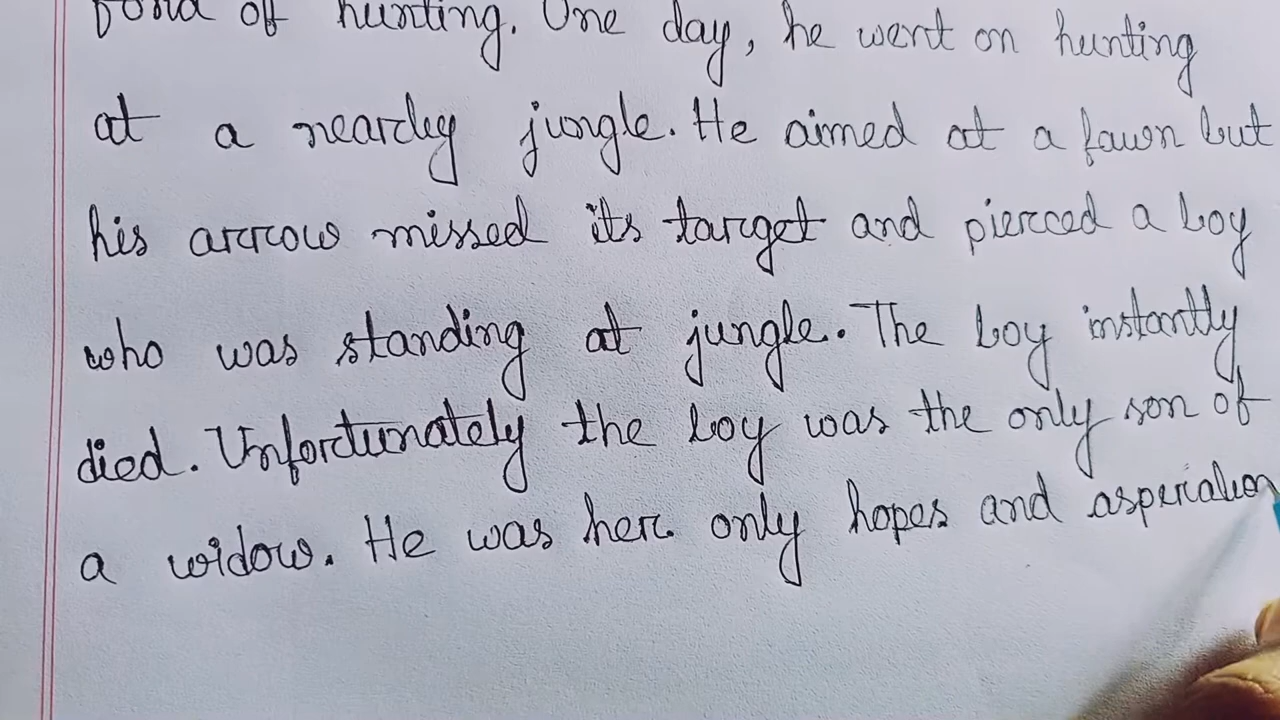 fond of hunting. One day, he went on hunting
at a nearby jungle. He aimed at a fawn but
his arrow missed its target and pierced a boy
who was standing at jungle. The boy instantly
died. Unfortunately the boy was the only son of
a widow. He was her only hopes and asperation